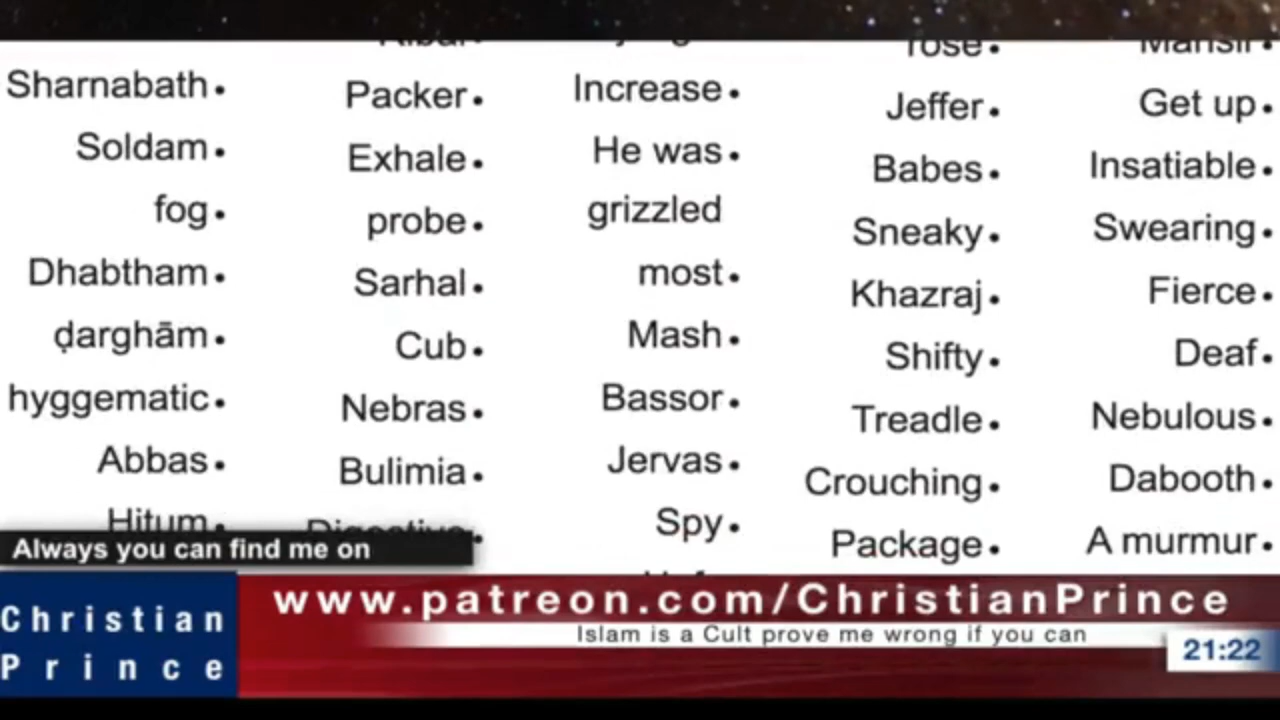 Sharnabath•
Soldam•
fog•
Dhabtham•
ḍarghām•
hyggematic•
Abbas•
Hitum•
Packer•
Exhale•
probe•
Sarhal•
Cub•
Nebras•
Bulimia•
Digestive•
Increase•
He was•
grizzled
most•
Mash•
Bassor•
Jervas•
Spy•
rose•
Jeffer•
Babes•
Sneaky•
Khazraj•
Shifty•
Treadle•
Crouching•
Package•
Get up•
Insatiable•
Swearing•
Fierce•
Deaf•
Nebulous•
Dabooth•
A murmur•
Always you can find me on
Christian
Prince
www.patreon.com/ChristianPrince
Islam is a Cult prove me wrong if you can
21:22